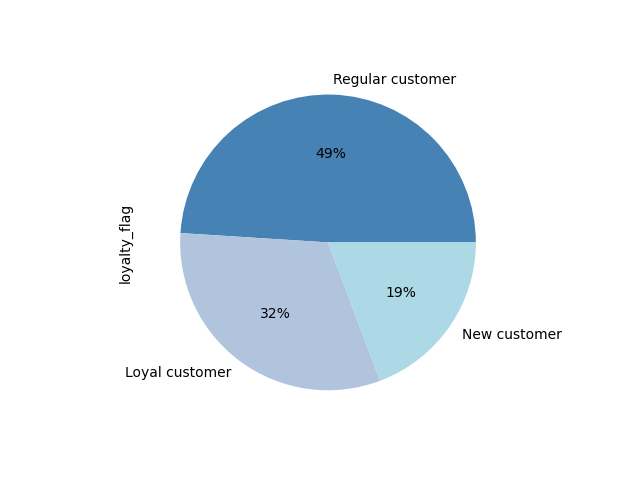 Regular customer
49%
loyalty_flag
32%
19%
New customer
Loyal customer